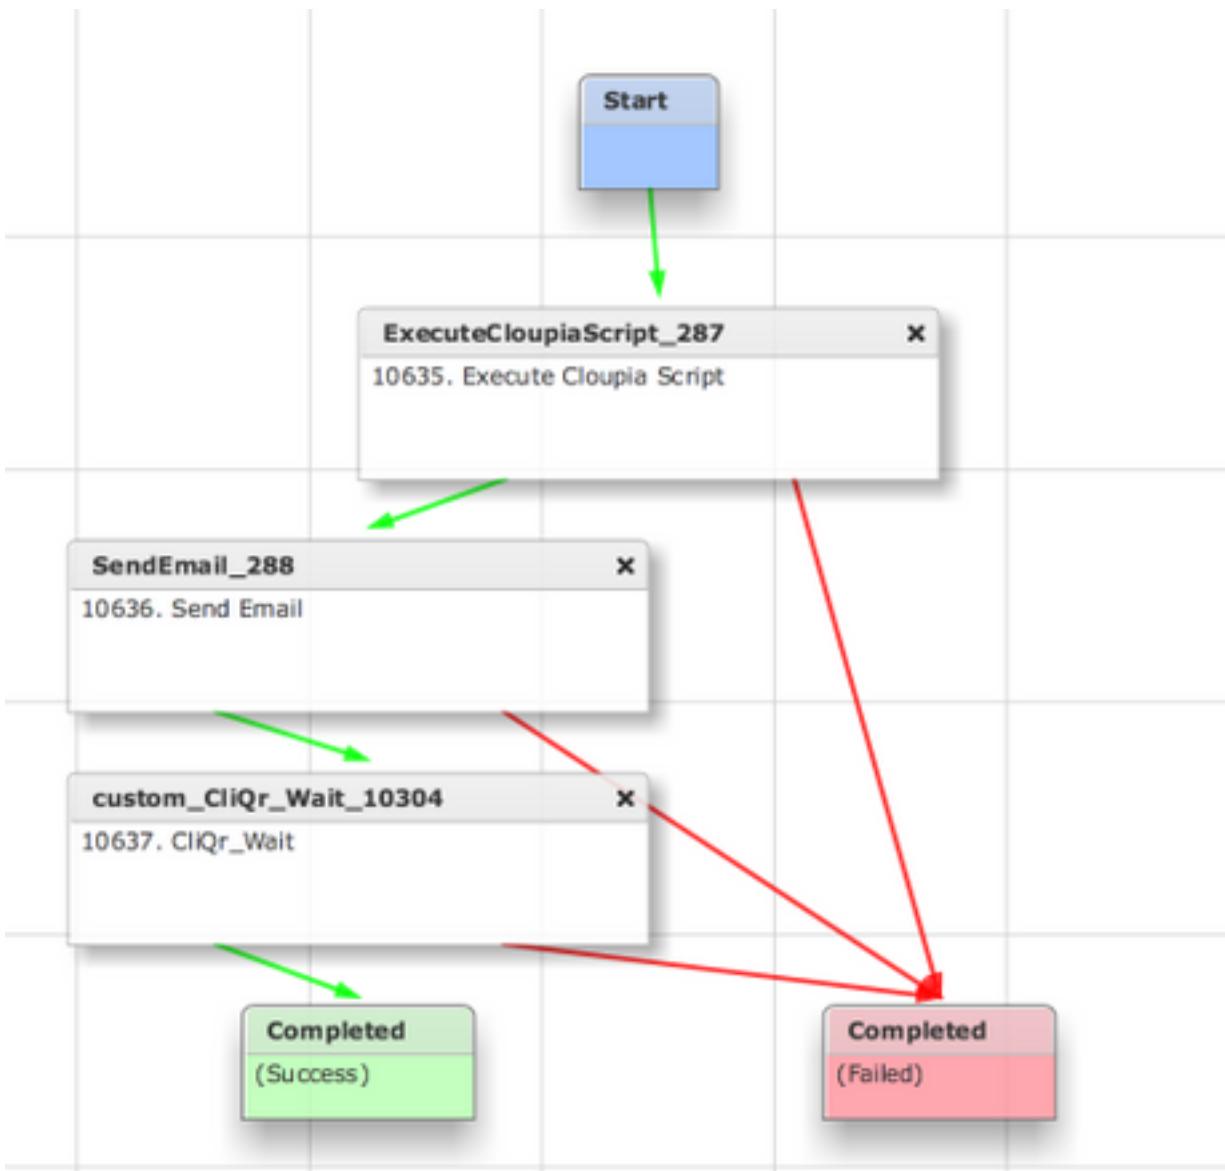 Start
ExecuteCloupiaScript_287
10635. Execute Cloupia Script
SendEmail_288
10636. Send Email
custom_CliQr_Wait_10304
10637. CliQr_Wait
Completed
(Success)
Completed
(Failed)